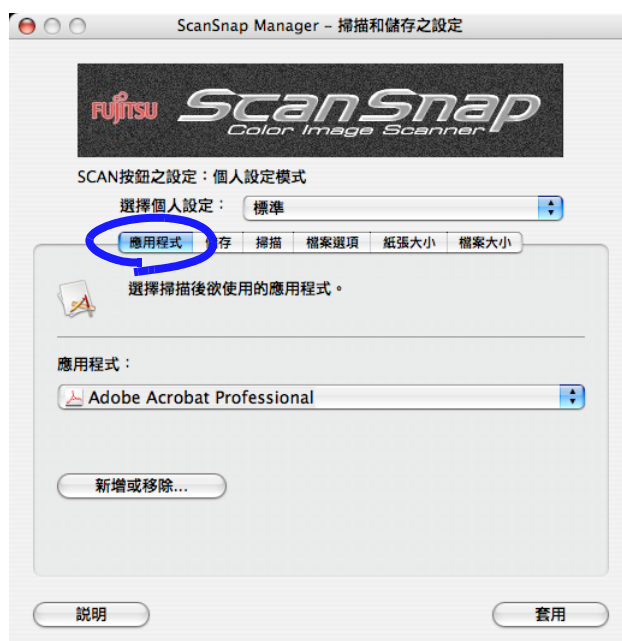 ScanSnap Manager – 掃描和儲存之設定
FUJITSU ScanSnap
Color Image Scanner
SCAN按鈕之設定：個人設定模式
選擇個人設定： 標準
應用程式 存 掃描 檔案選項 紙張大小 檔案大小
選擇掃描後欲使用的應用程式。
應用程式：
Adobe Acrobat Professional
新增或移除...
説明 套用